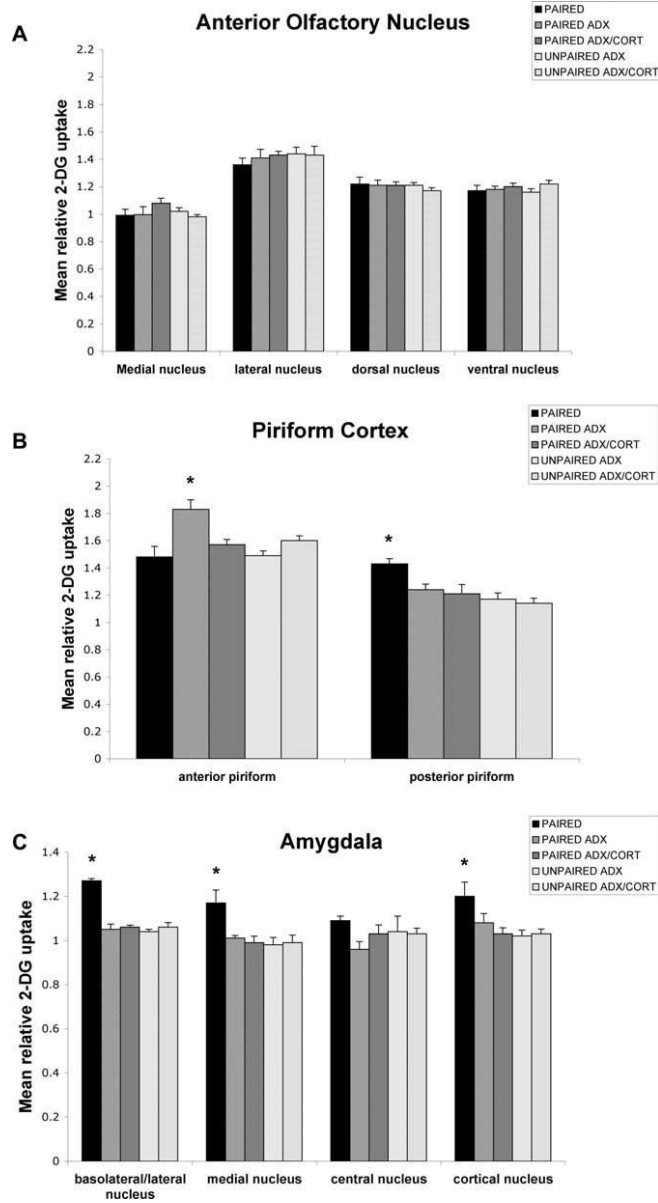 A
Anterior Olfactory Nucleus
PAIRED
PAIRED ADX
PAIRED ADX/CORT
UNPAIRED ADX
UNPAIRED ADX/CORT
Mean relative 2-DG uptake
2.2
2
1.8
1.6
1.4
1.2
1
0.8
0.6
0.4
0.2
0
Medial nucleus lateral nucleus dorsal nucleus ventral nucleus
B
Piriform Cortex
PAIRED
PAIRED ADX
PAIRED ADX/CORT
UNPAIRED ADX
UNPAIRED ADX/CORT
Mean relative 2-DG uptake
2.2
2
1.8
1.6
1.4
1.2
1
0.8
0.6
0.4
0.2
0
*
*
anterior piriform posterior piriform
C
Amygdala
PAIRED
PAIRED ADX
PAIRED ADX/CORT
UNPAIRED ADX
UNPAIRED ADX/CORT
Mean relative 2-DG uptake
1.4
1.2
1
0.8
0.6
0.4
0.2
0
*
*
*
basolateral/lateral medial nucleus central nucleus cortical nucleus
nucleus